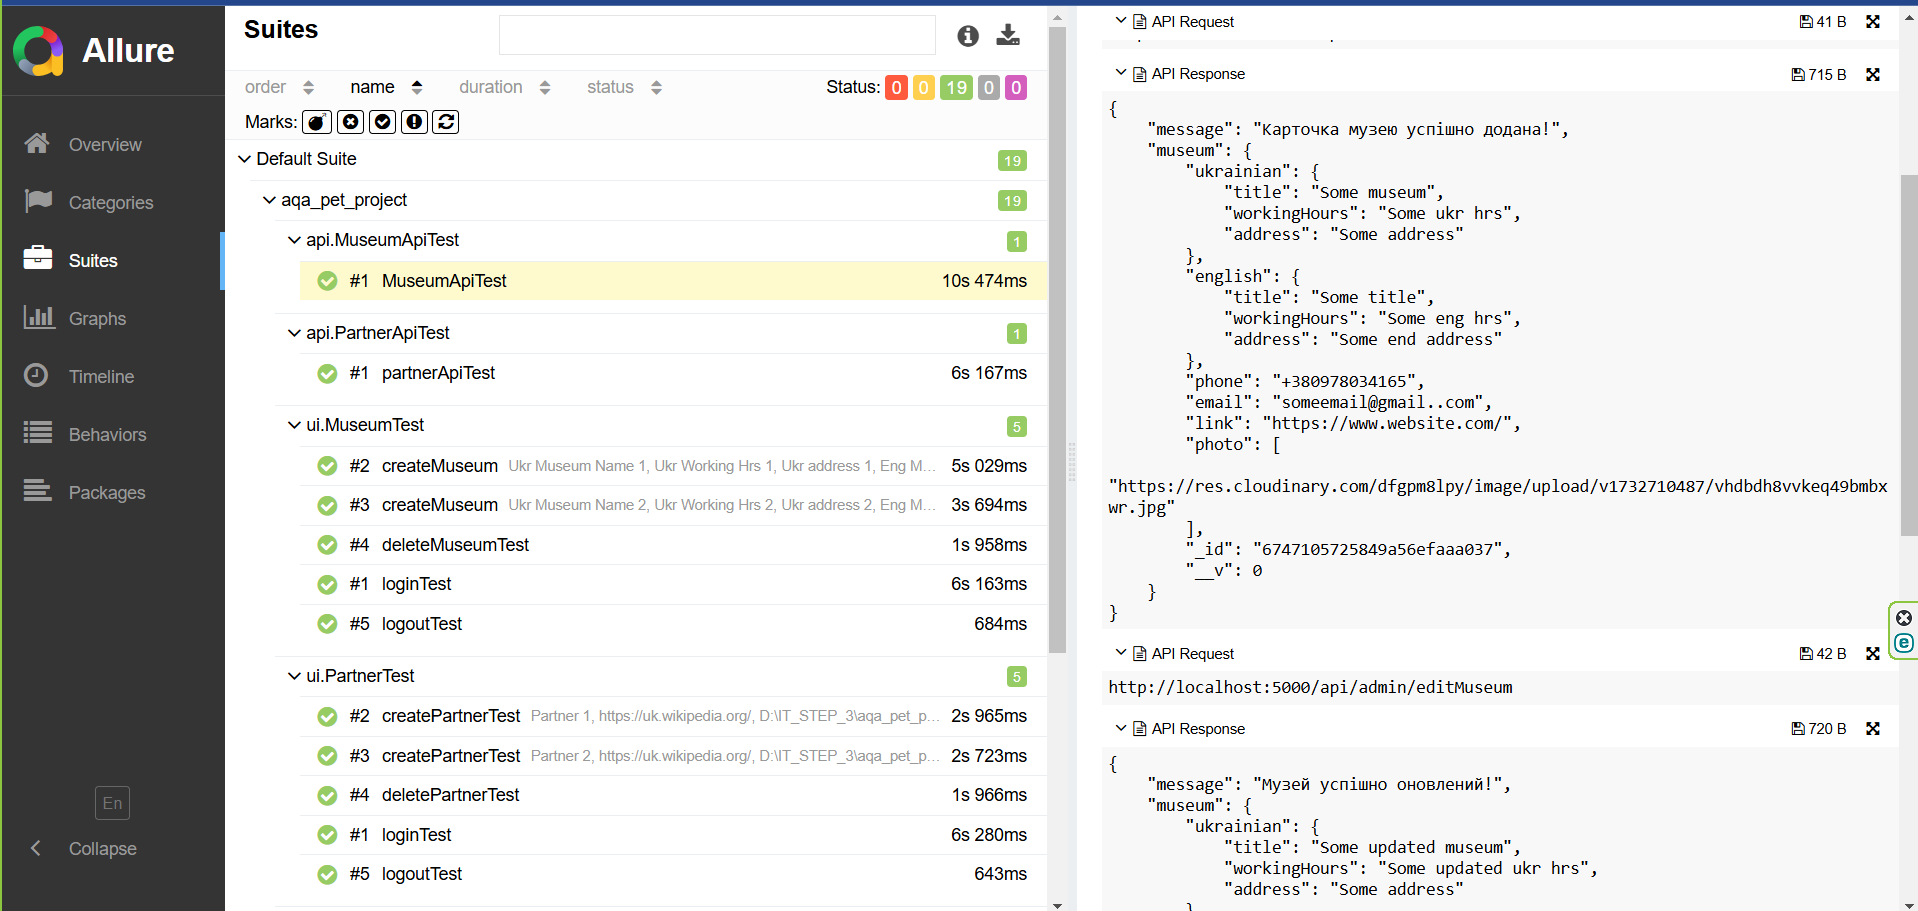 Allure
Overview
Categories
Suites
Graphs
Timeline
Behaviors
Packages
En
Collapse
Suites
order name duration status Status: 0 0 19 0 0
Marks:
Default Suite 19
aqa_pet_project 19
api.MuseumApiTest 1
#1 MuseumApiTest 10s 474ms
api.PartnerApiTest 1
#1 partnerApiTest 6s 167ms
ui.MuseumTest 5
#2 createMuseum Ukr Museum Name 1, Ukr Working Hrs 1, Ukr address 1, Eng M... 5s 029ms
#3 createMuseum Ukr Museum Name 2, Ukr Working Hrs 2, Ukr address 2, Eng M... 3s 694ms
#4 deleteMuseumTest 1s 958ms
#1 loginTest 6s 163ms
#5 logoutTest 684ms
ui.PartnerTest 5
#2 createPartnerTest Partner 1, https://uk.wikipedia.org/, D:\IT_STEP_3\aqa_pet_p... 2s 965ms
#3 createPartnerTest Partner 2, https://uk.wikipedia.org/, D:\IT_STEP_3\aqa_pet_p... 2s 723ms
#4 deletePartnerTest 1s 966ms
#1 loginTest 6s 280ms
#5 logoutTest 643ms
API Request 41 B
API Response 715 B
{
"message": "Карточка музею успішно додана!",
"museum": {
"ukrainian": {
"title": "Some museum",
"workingHours": "Some ukr hrs",
"address": "Some address"
},
"english": {
"title": "Some title",
"workingHours": "Some eng hrs",
"address": "Some end address"
},
"phone": "+380978034165",
"email": "someemail@gmail..com",
"link": "https://www.website.com/",
"photo": [
"https://res.cloudinary.com/dfgpm8lpy/image/upload/v1732710487/vhdbdh8vvkeq49bmbx
wr.jpg"
],
"_id": "6747105725849a56efaaa037",
"__v": 0
}
}
API Request 42 B
http://localhost:5000/api/admin/editMuseum
API Response 720 B
{
"message": "Музей успішно оновлений!",
"museum": {
"ukrainian": {
"title": "Some updated museum",
"workingHours": "Some updated ukr hrs",
"address": "Some address"